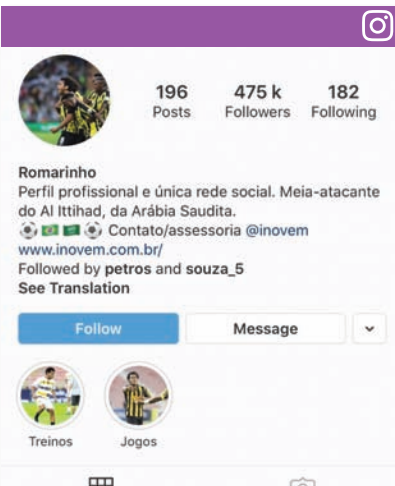 196 475 k 182
Posts Followers Following
Romarinho
Perfil profissional e única rede social. Meia-atacante
do Al Ittihad, da Arábia Saudita.
Contato/assessoria @inovem
www.inovem.com.br/
Followed by petros and souza_5
See Translation
Follow Message
Treinos Jogos